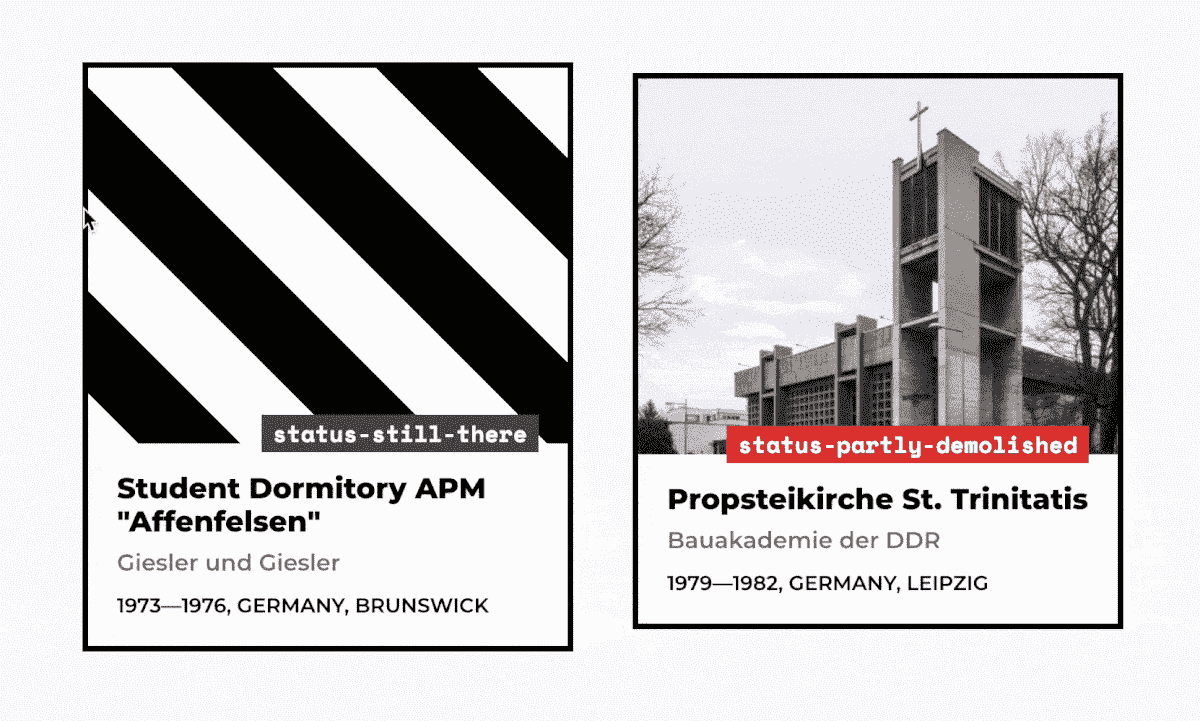 status-still-there
Student Dormitory APM
"Affenfelsen"
Giesler und Giesler
1973—1976, GERMANY, BRUNSWICK
status-partly-demolished
Propsteikirche St. Trinitatis
Bauakademie der DDR
1979—1982, GERMANY, LEIPZIG